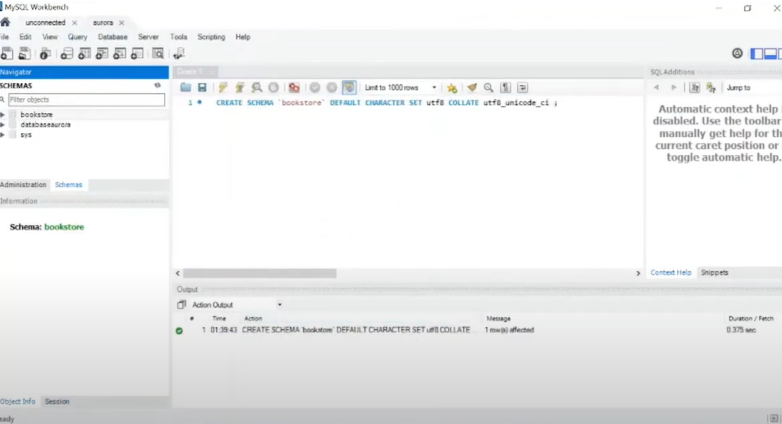 MySQL Workbench
unconnected × aurora ×
ile Edit View Query Database Server Tools Scripting Help
Navigator
SCHEMAS
Filter objects
bookstore
databaseaurora
sys
Administration Schemas
Information
Schema: bookstore
Object Info Session
eady
Limit to 1000 rows
1 CREATE SCHEMA `bookstore` DEFAULT CHARACTER SET utf8 COLLATE utf8_unicode_ci ;
SQL Additions
Jump to
Automatic context help
disabled. Use the toolbar
manually get help for th
current caret position or
toggle automatic help.
Context Help Snippets
Output
Action Output
# Time Action Message Duration / Fetch
1 01:39:43 CREATE SCHEMA `bookstore` DEFAULT CHARACTER SET utf8 COLLATE ... 1 row(s) affected 0.375 sec